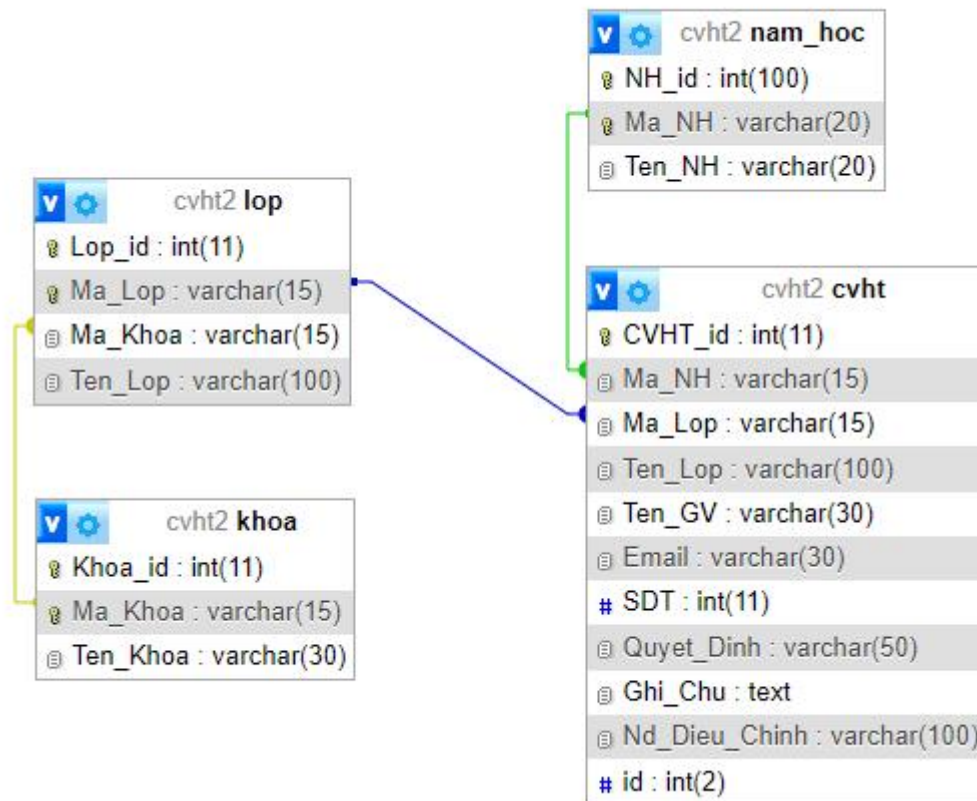 cvht2 nam_hoc
NH_id : int(100)
Ma_NH : varchar(20)
Ten_NH : varchar(20)
cvht2 lop
Lop_id : int(11)
Ma_Lop : varchar(15)
Ma_Khoa : varchar(15)
Ten_Lop : varchar(100)
cvht2 khoa
Khoa_id : int(11)
Ma_Khoa : varchar(15)
Ten_Khoa : varchar(30)
cvht2 cvht
CVHT_id : int(11)
Ma_NH : varchar(15)
Ma_Lop : varchar(15)
Ten_Lop : varchar(100)
Ten_GV : varchar(30)
Email : varchar(30)
# SDT : int(11)
Quyet_Dinh : varchar(50)
Ghi_Chu : text
Nd_Dieu_Chinh : varchar(100)
# id : int(2)